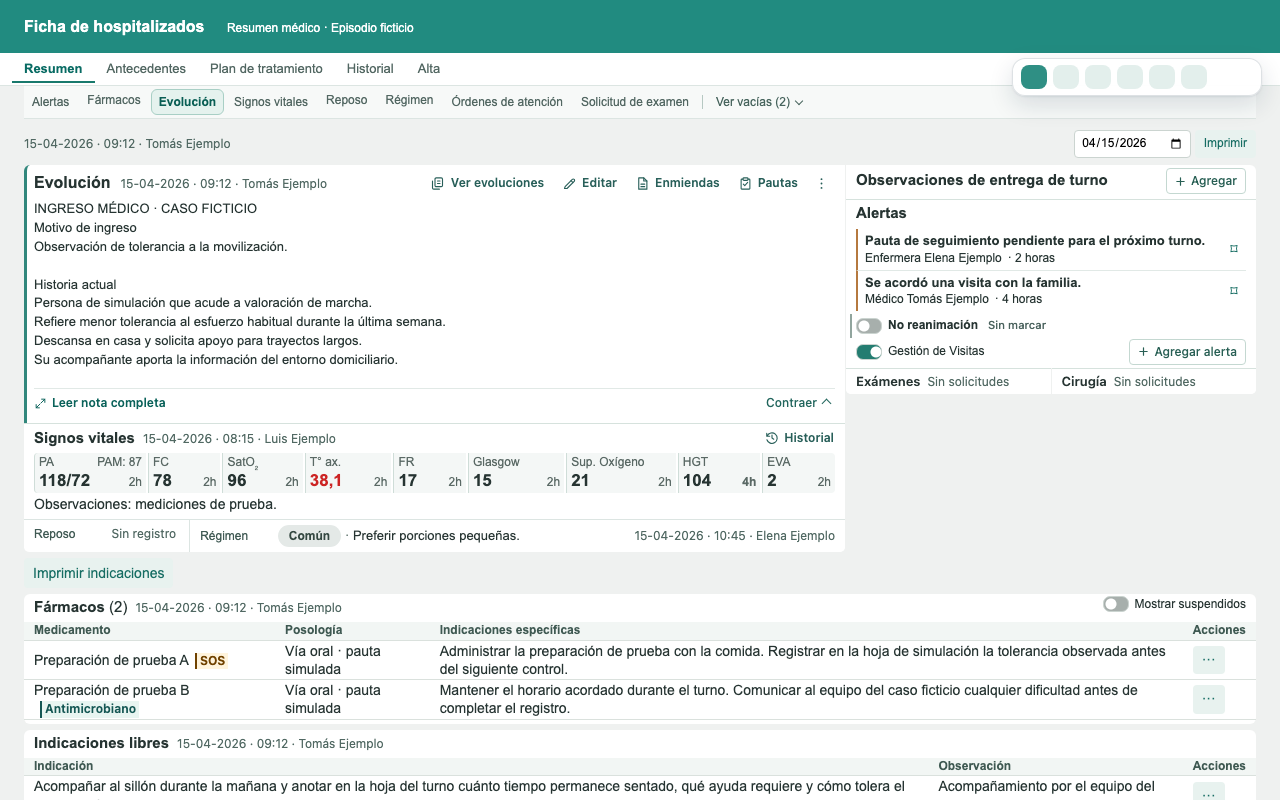 Ficha de hospitalizados
Resumen médico · Episodio ficticio
Resumen
Antecedentes
Plan de tratamiento
Historial
Alta
Alertas
Fármacos
Evolución
Signos vitales
Reposo
Régimen
Órdenes de atención
Solicitud de examen
Ver vacías (2)
15-04-2026 · 09:12 · Tomás Ejemplo
04/15/2026
Imprimir
Evolución 15-04-2026 · 09:12 · Tomás Ejemplo
Ver evoluciones
Editar
Enmiendas
Pautas
INGRESO MÉDICO · CASO FICTICIO
Motivo de ingreso
Observación de tolerancia a la movilización.
Historia actual
Persona de simulación que acude a valoración de marcha.
Refiere menor tolerancia al esfuerzo habitual durante la última semana.
Descansa en casa y solicita apoyo para trayectos largos.
Su acompañante aporta la información del entorno domiciliario.
Leer nota completa
Contraer
Observaciones de entrega de turno
+ Agregar
Alertas
Pauta de seguimiento pendiente para el próximo turno.
Enfermera Elena Ejemplo · 2 horas
Se acordó una visita con la familia.
Médico Tomás Ejemplo · 4 horas
No reanimación Sin marcar
Gestión de Visitas
+ Agregar alerta
Exámenes Sin solicitudes
Cirugía Sin solicitudes
Signos vitales 15-04-2026 · 08:15 · Luis Ejemplo
Historial
PA PAM: 87
118/72 2h
FC
78 2h
SatO₂
96 2h
T° ax.
38,1 2h
FR
17 2h
Glasgow
15 2h
Sup. Oxígeno
21 2h
HGT
104 4h
EVA
2 2h
Observaciones: mediciones de prueba.
Reposo Sin registro
Régimen Común · Preferir porciones pequeñas.
15-04-2026 · 10:45 · Elena Ejemplo
Imprimir indicaciones
Fármacos (2) 15-04-2026 · 09:12 · Tomás Ejemplo
Mostrar suspendidos
Medicamento Posología Indicaciones específicas Acciones
Preparación de prueba A SOS
Vía oral · pauta
simulada
Administrar la preparación de prueba con la comida. Registrar en la hoja de simulación la tolerancia observada antes
del siguiente control.
...
Preparación de prueba B
Antimicrobiano
Vía oral · pauta
simulada
Mantener el horario acordado durante el turno. Comunicar al equipo del caso ficticio cualquier dificultad antes de
completar el registro.
...
Indicaciones libres 15-04-2026 · 09:12 · Tomás Ejemplo
Indicación Observación Acciones
Acompañar al sillón durante la mañana y anotar en la hoja del turno cuánto tiempo permanece sentado, qué ayuda requiere y cómo tolera el
Acompañamiento por el equipo del
...